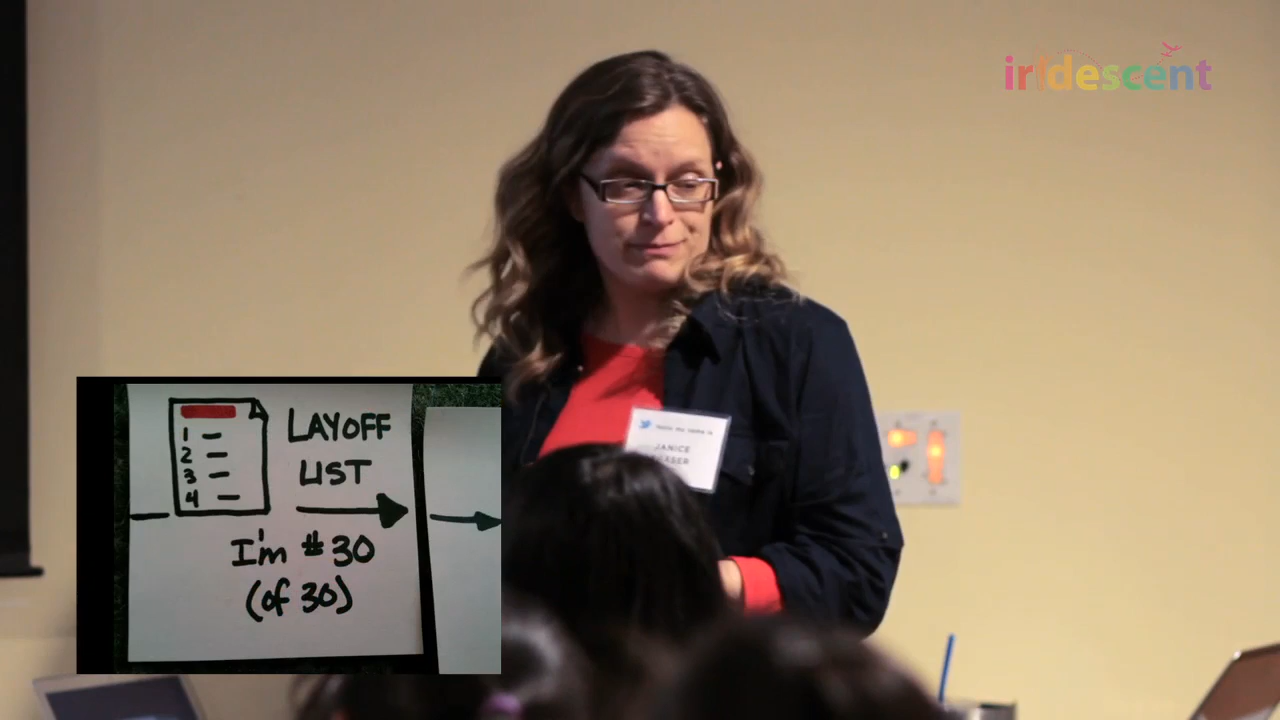 iridescent
LAYOFF
LIST
1
2
3
4
I'm #30
(of 30)
JANICE